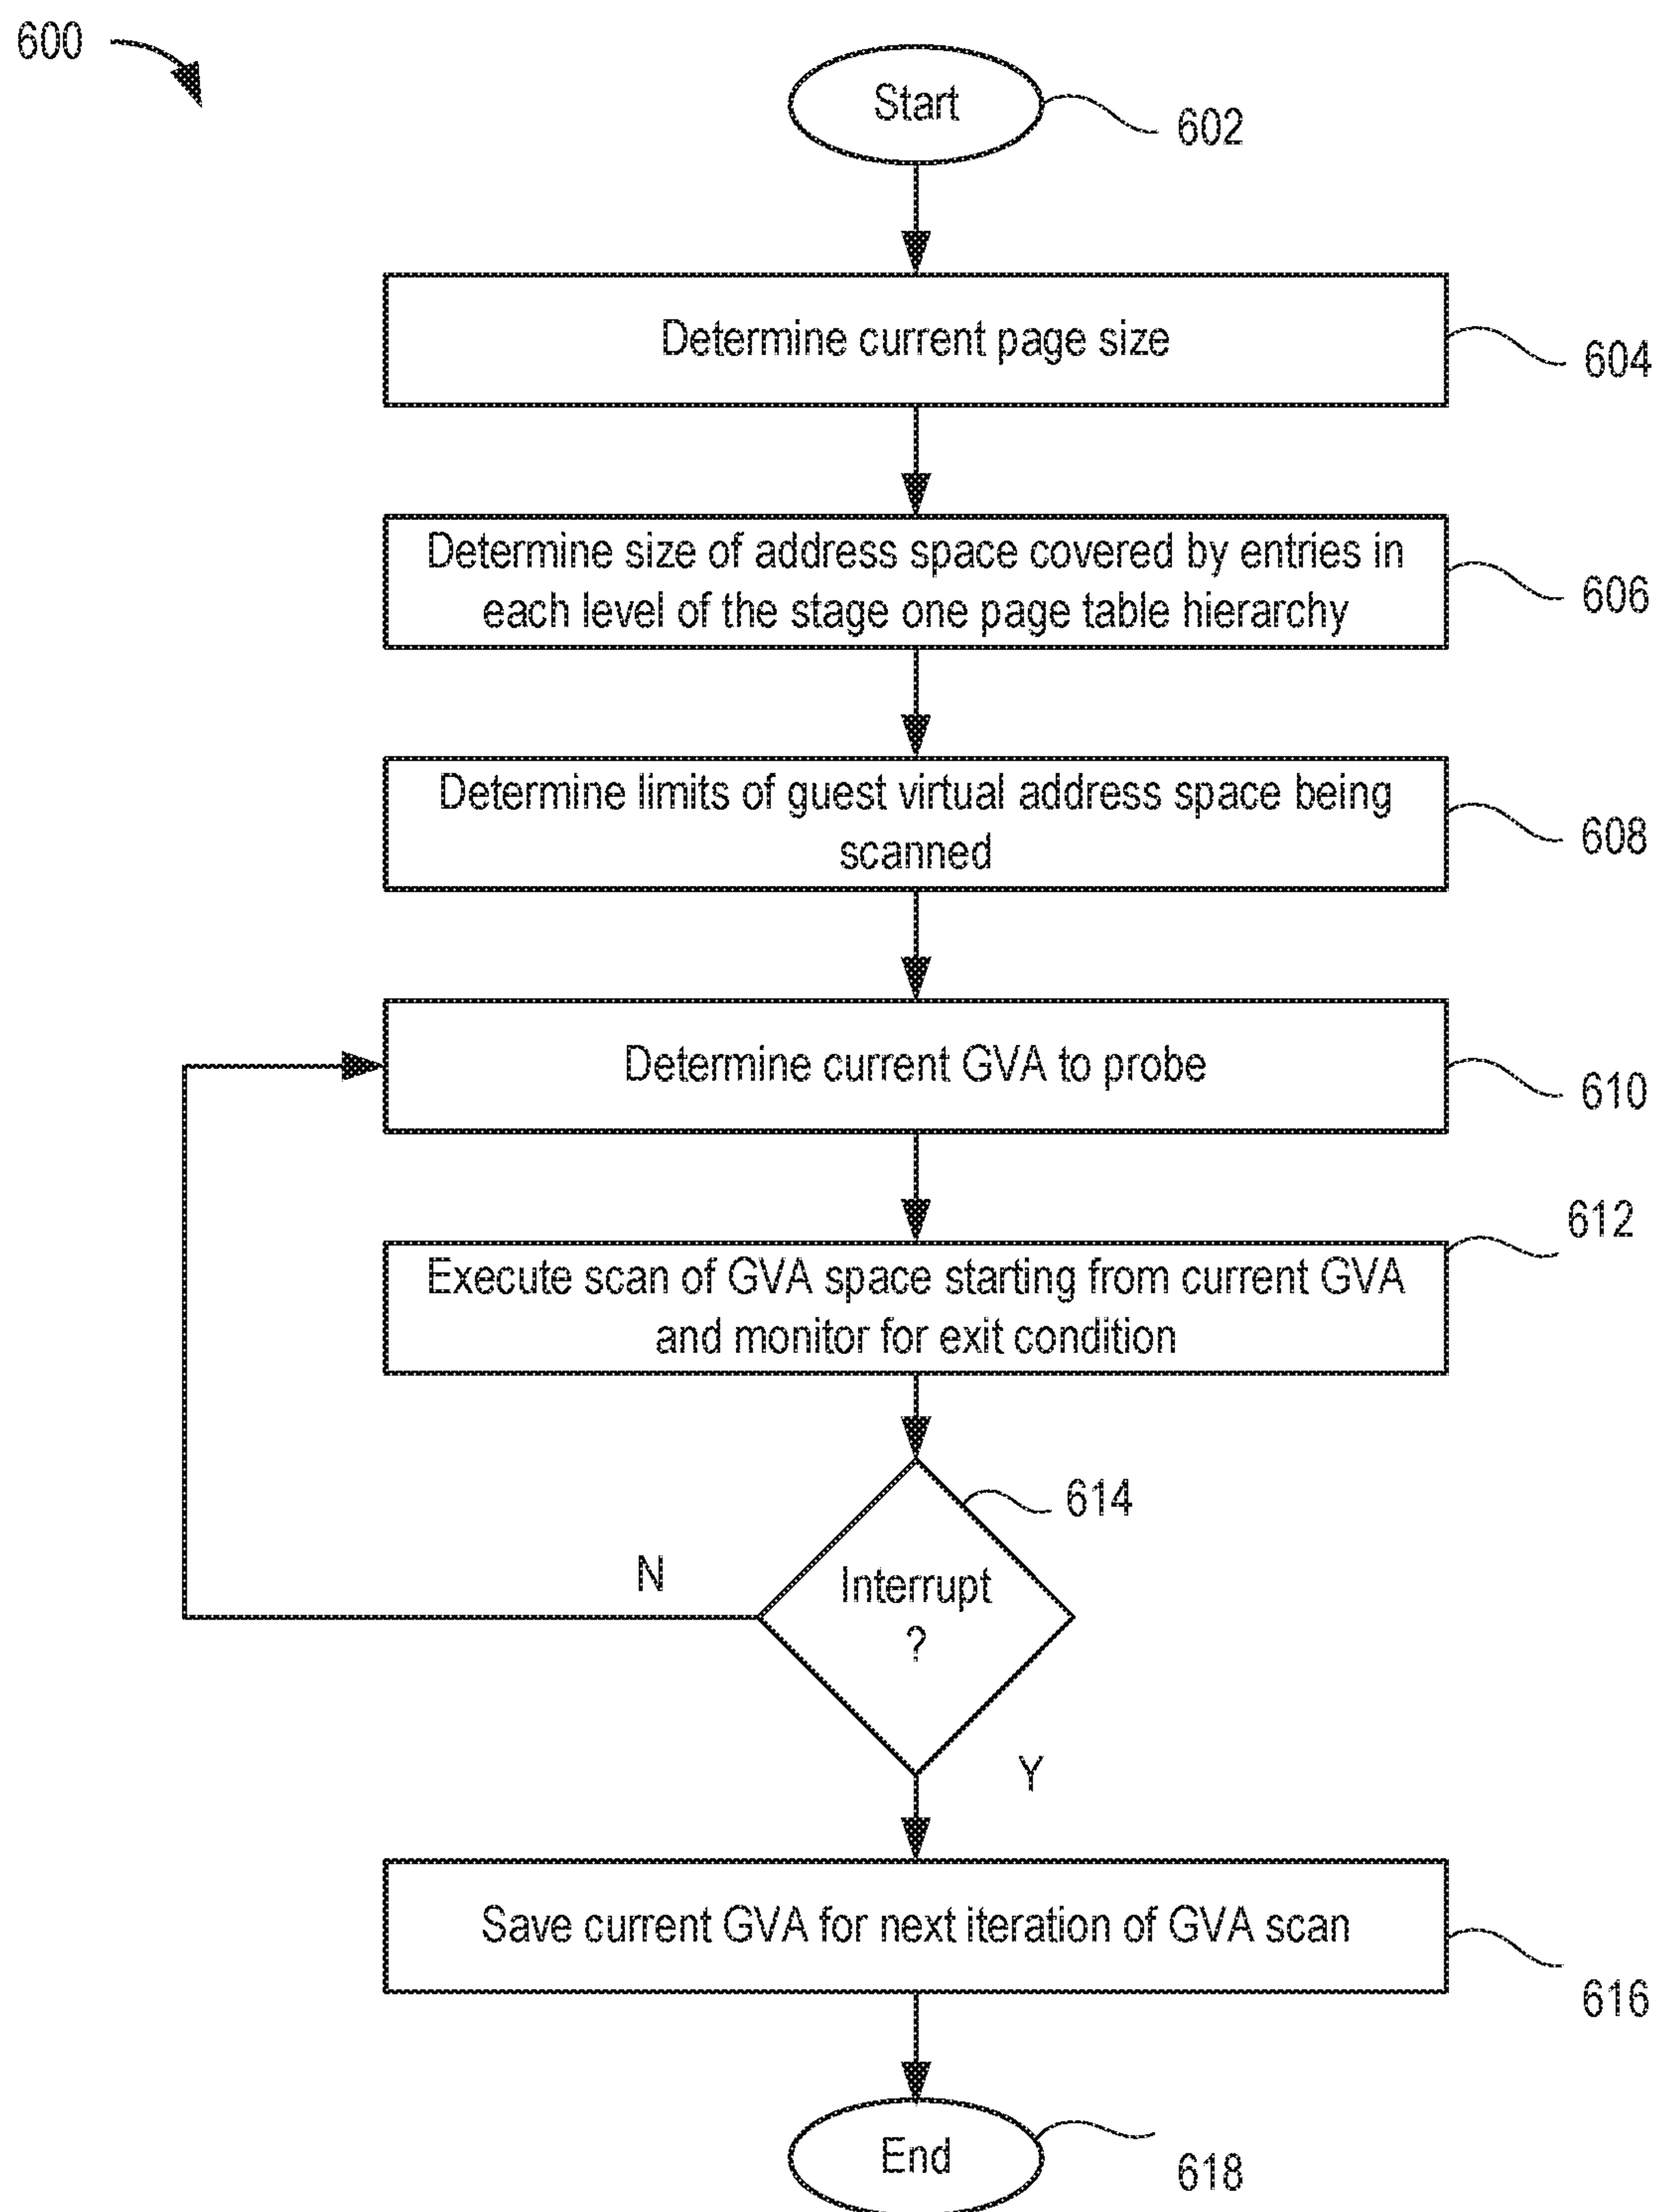 600
Start
602
Determine current page size
604
Determine size of address space covered by entries in
each level of the stage one page table hierarchy
606
Determine limits of guest virtual address space being
scanned
608
Determine current GVA to probe
610
612
Execute scan of GVA space starting from current GVA
and monitor for exit condition
614
N
Interrupt
?
Y
Save current GVA for next iteration of GVA scan
616
End
618